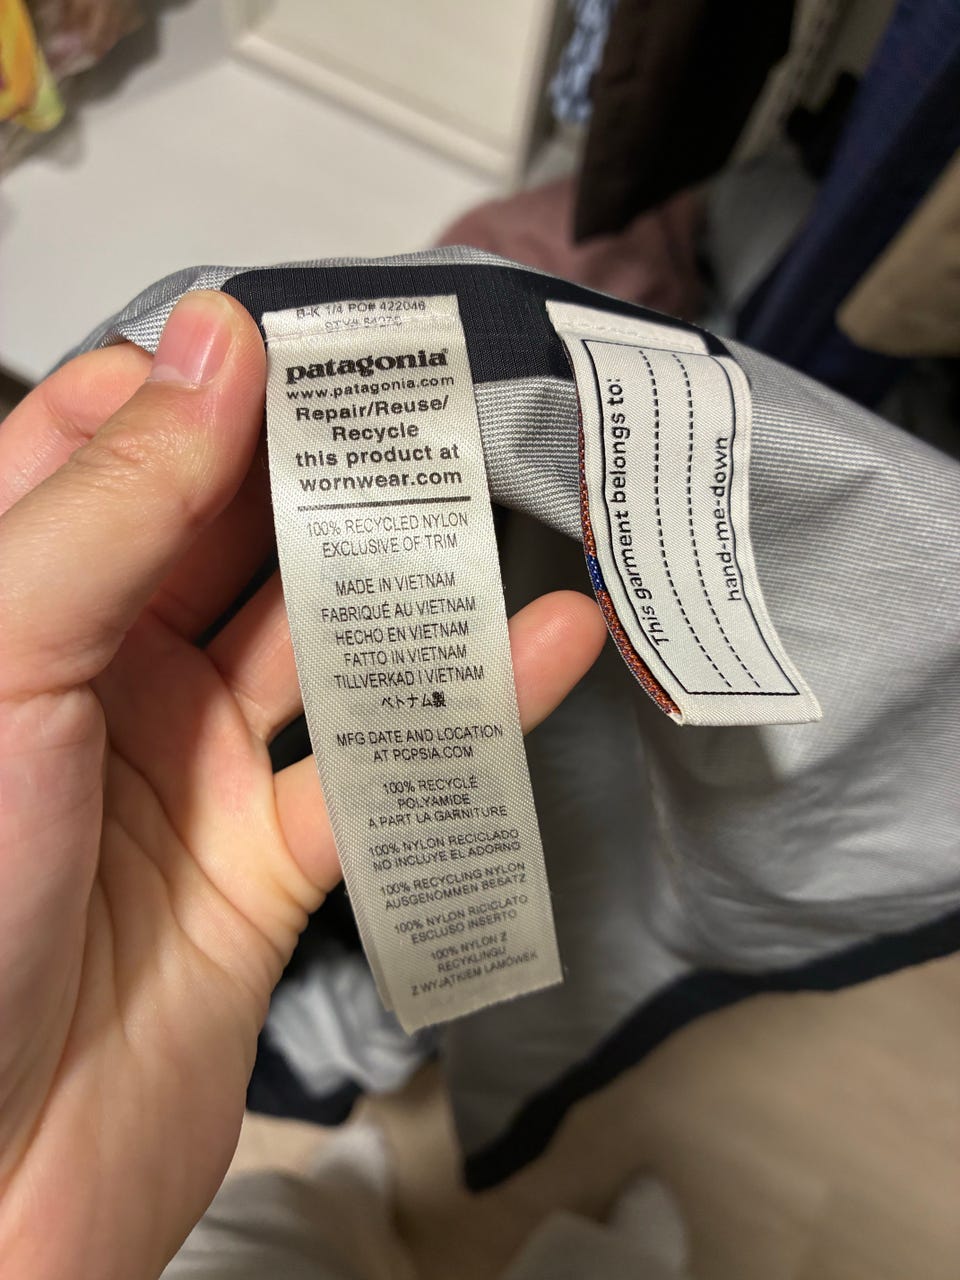 R-K 1/4 PO# 422046
patagonia®
www.patagonia.com
Repair/Reuse/
Recycle
this product at
wornwear.com
100% RECYCLED NYLON
EXCLUSIVE OF TRIM
MADE IN VIETNAM
FABRIQUÉ AU VIETNAM
HECHO EN VIETNAM
FATTO IN VIETNAM
TILLVERKAD I VIETNAM
ベトナム製
MFG DATE AND LOCATION
AT PCPSIA.COM
100% RECYCLÉ
POLYAMIDE
A PART LA GARNITURE
100% NYLON RECICLADO
NO INCLUYE EL ADORNO
100% RECYCLING NYLON
AUSGENOMMEN BESATZ
100% NYLON RICICLATO
ESCLUSO INSERTO
100% NYLON Z
RECYKLINGU
Z WYJĄTKIEM LAMÓWEK
This garment belongs to:
hand-me-down